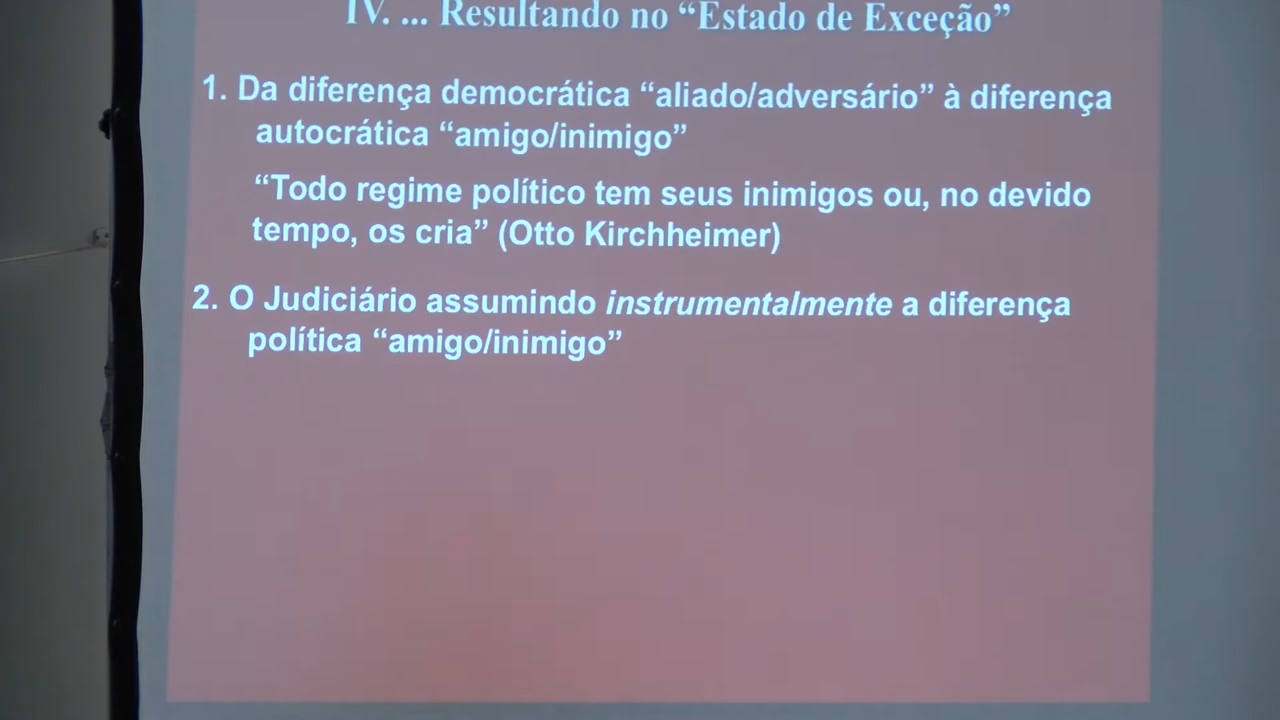 IV. ... Resultando no “Estado de Exceção”
1. Da diferença democrática “aliado/adversário” à diferença
autocrática “amigo/inimigo”
“Todo regime político tem seus inimigos ou, no devido
tempo, os cria” (Otto Kirchheimer)
2. O Judiciário assumindo instrumentalmente a diferença
política “amigo/inimigo”